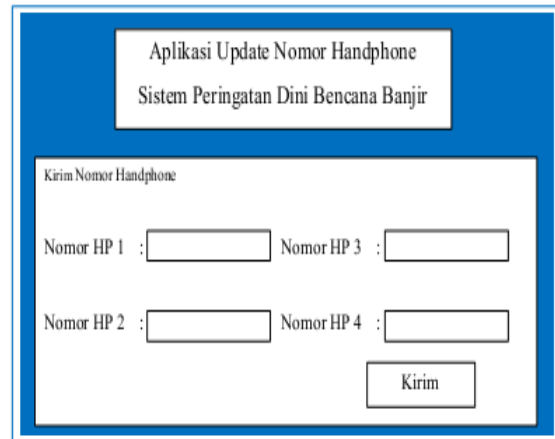 Aplikasi Update Nomor Handphone
Sistem Peringatan Dini Bencana Banjir
Kirim Nomor Handphone
Nomor HP 1 : Nomor HP 3 :
Nomor HP 2 : Nomor HP 4 :
Kirim